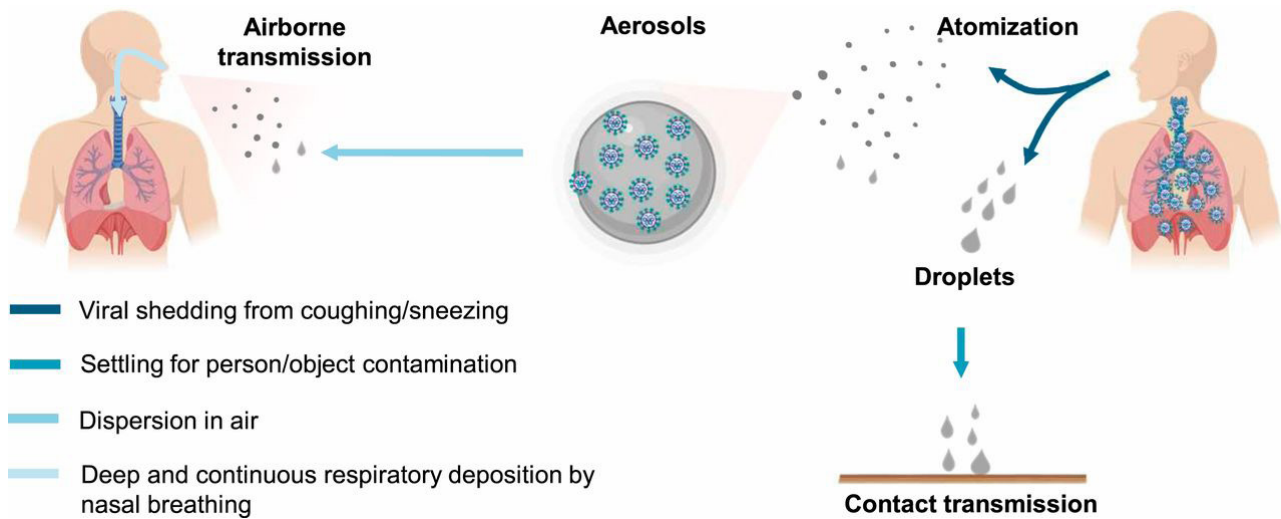 Airborne
transmission
Aerosols
Atomization
Droplets
Viral shedding from coughing/sneezing
Settling for person/object contamination
Dispersion in air
Deep and continuous respiratory deposition by
nasal breathing
Contact transmission